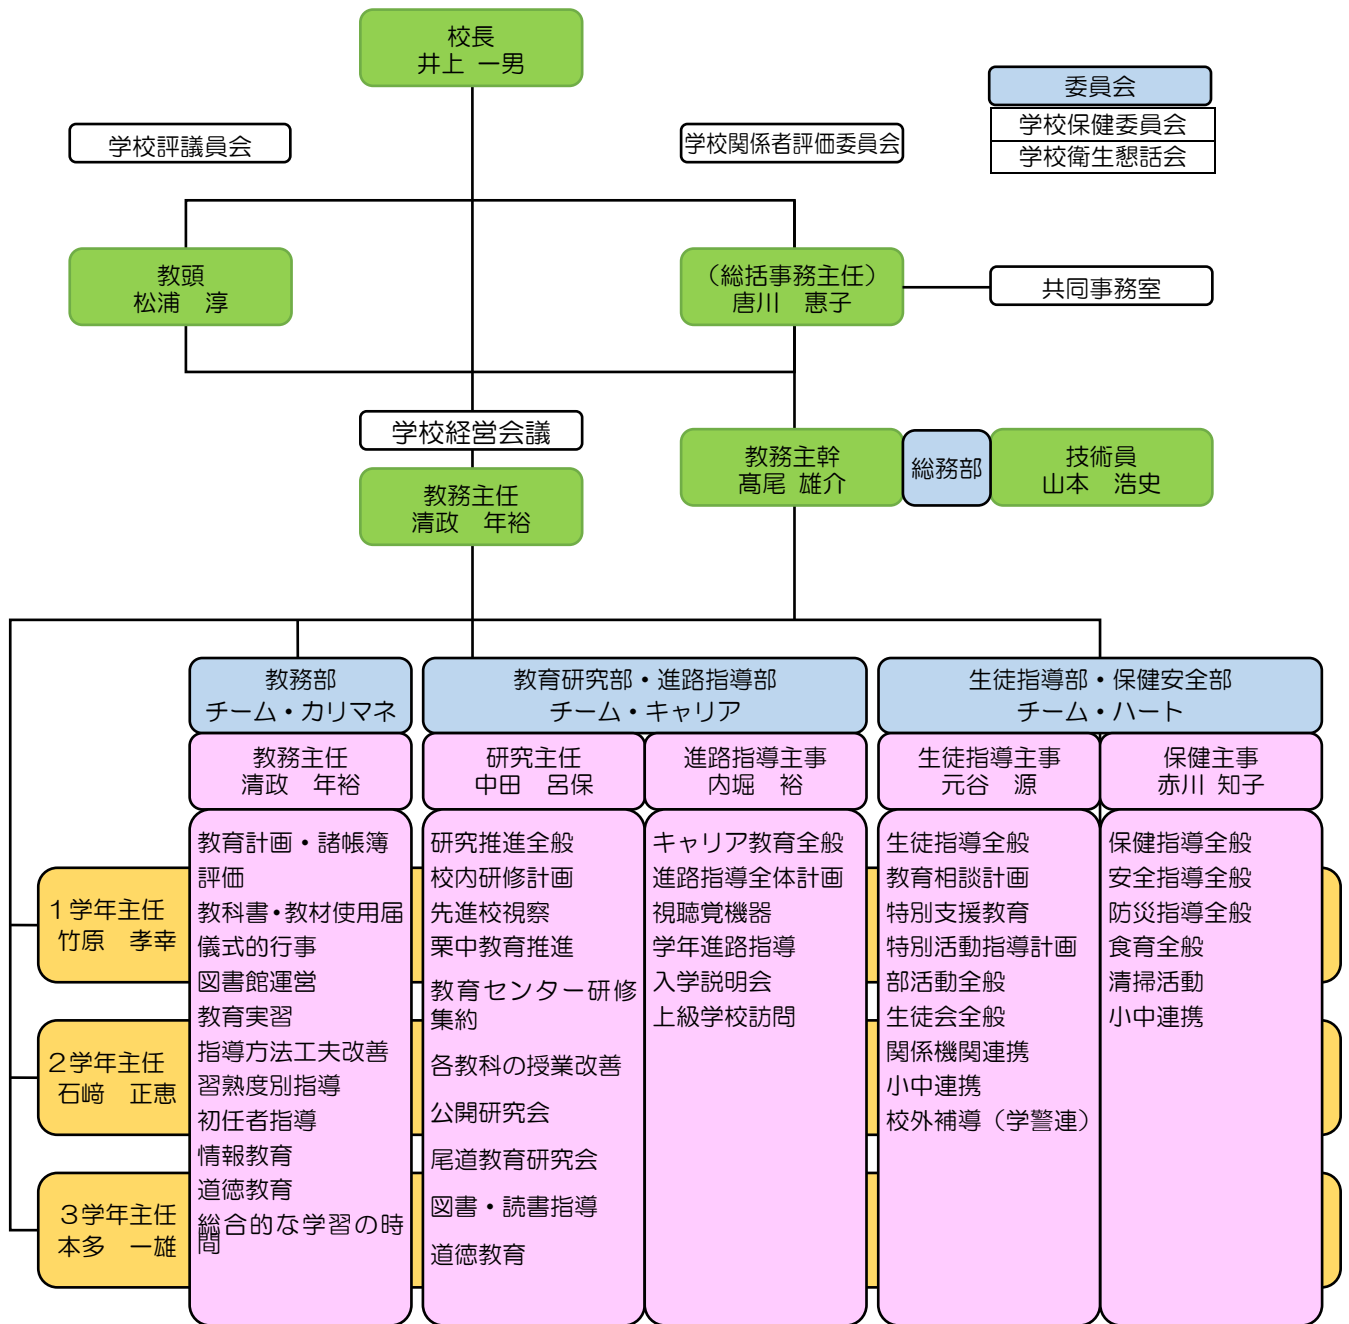 校長
井上 一男
委員会
学校保健委員会
学校衛生懇話会
学校評議員会
学校関係者評価委員会
教頭
松浦　淳
（総括事務主任）
唐川　惠子
共同事務室
学校経営会議
教務主任
清政　年裕
教務主幹
髙尾 雄介
総務部
技術員
山本　浩史
教務部
チーム・カリマネ
教育研究部・進路指導部
チーム・キャリア
生徒指導部・保健安全部
チーム・ハート
教務主任
清政　年裕
研究主任
中田　呂保
進路指導主事
内堀　裕
生徒指導主事
元谷　源
保健主事
赤川 知子
１学年主任
竹原　孝幸
２学年主任
石﨑　正恵
３学年主任
本多　一雄
教育計画・諸帳簿
評価
教科書・教材使用届
儀式的行事
図書館運営
教育実習
指導方法工夫改善
習熟度別指導
初任者指導
情報教育
道徳教育
総合的な学習の時
間
研究推進全般
校内研修計画
先進校視察
栗中教育推進
教育センター研修
集約
各教科の授業改善
公開研究会
尾道教育研究会
図書・読書指導
道徳教育
キャリア教育全般
進路指導全体計画
視聴覚機器
学年進路指導
入学説明会
上級学校訪問
生徒指導全般
教育相談計画
特別支援教育
特別活動指導計画
部活動全般
生徒会全般
関係機関連携
小中連携
校外補導（学警連）
保健指導全般
安全指導全般
防災指導全般
食育全般
清掃活動
小中連携